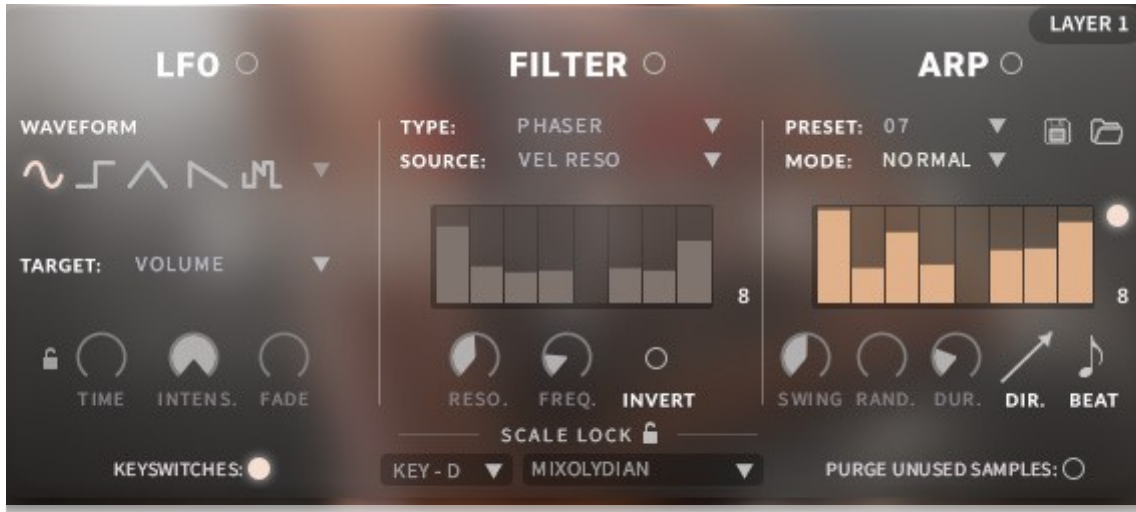 LAYER 1
LFO
FILTER
ARP
WAVEFORM
TYPE: PHASER
SOURCE: VEL RESO
PRESET: 07
MODE: NORMAL
TARGET: VOLUME
8
8
TIME INTENS. FADE
RESO. FREQ. INVERT
SWING RAND. DUR. DIR. BEAT
SCALE LOCK
KEYSWITCHES:
KEY - D MIXOLYDIAN
PURGE UNUSED SAMPLES: